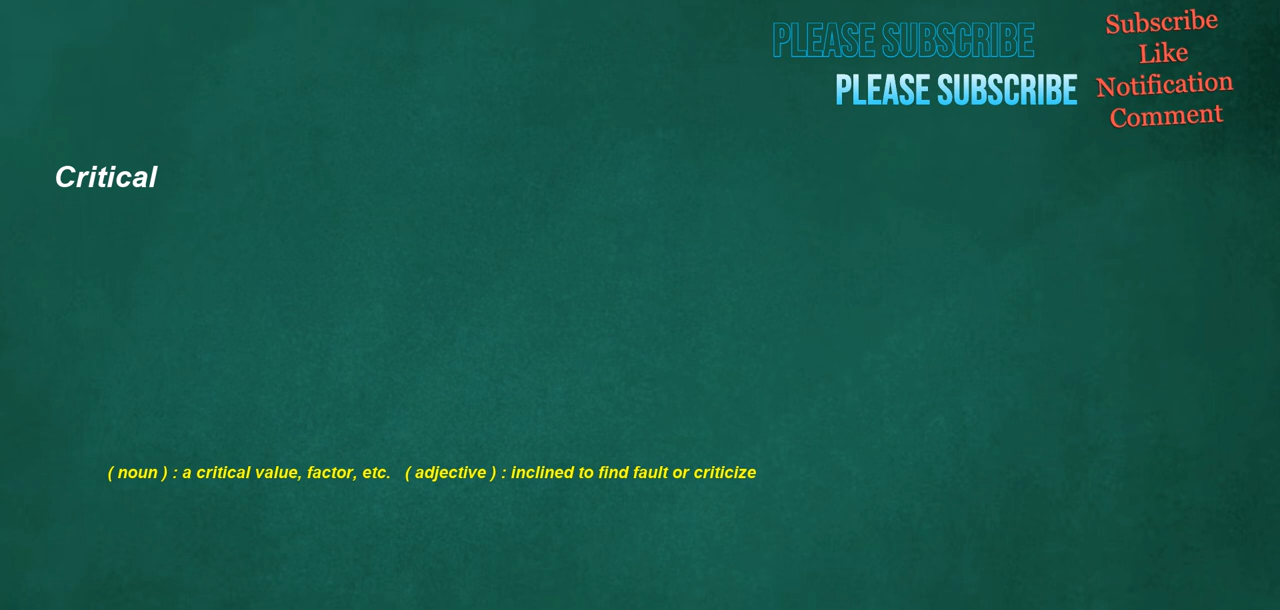 PLEASE SUBSCRIBE
PLEASE SUBSCRIBE
Subscribe
Like
Notification
Comment
Critical
( noun ) : a critical value, factor, etc. ( adjective ) : inclined to find fault or criticize